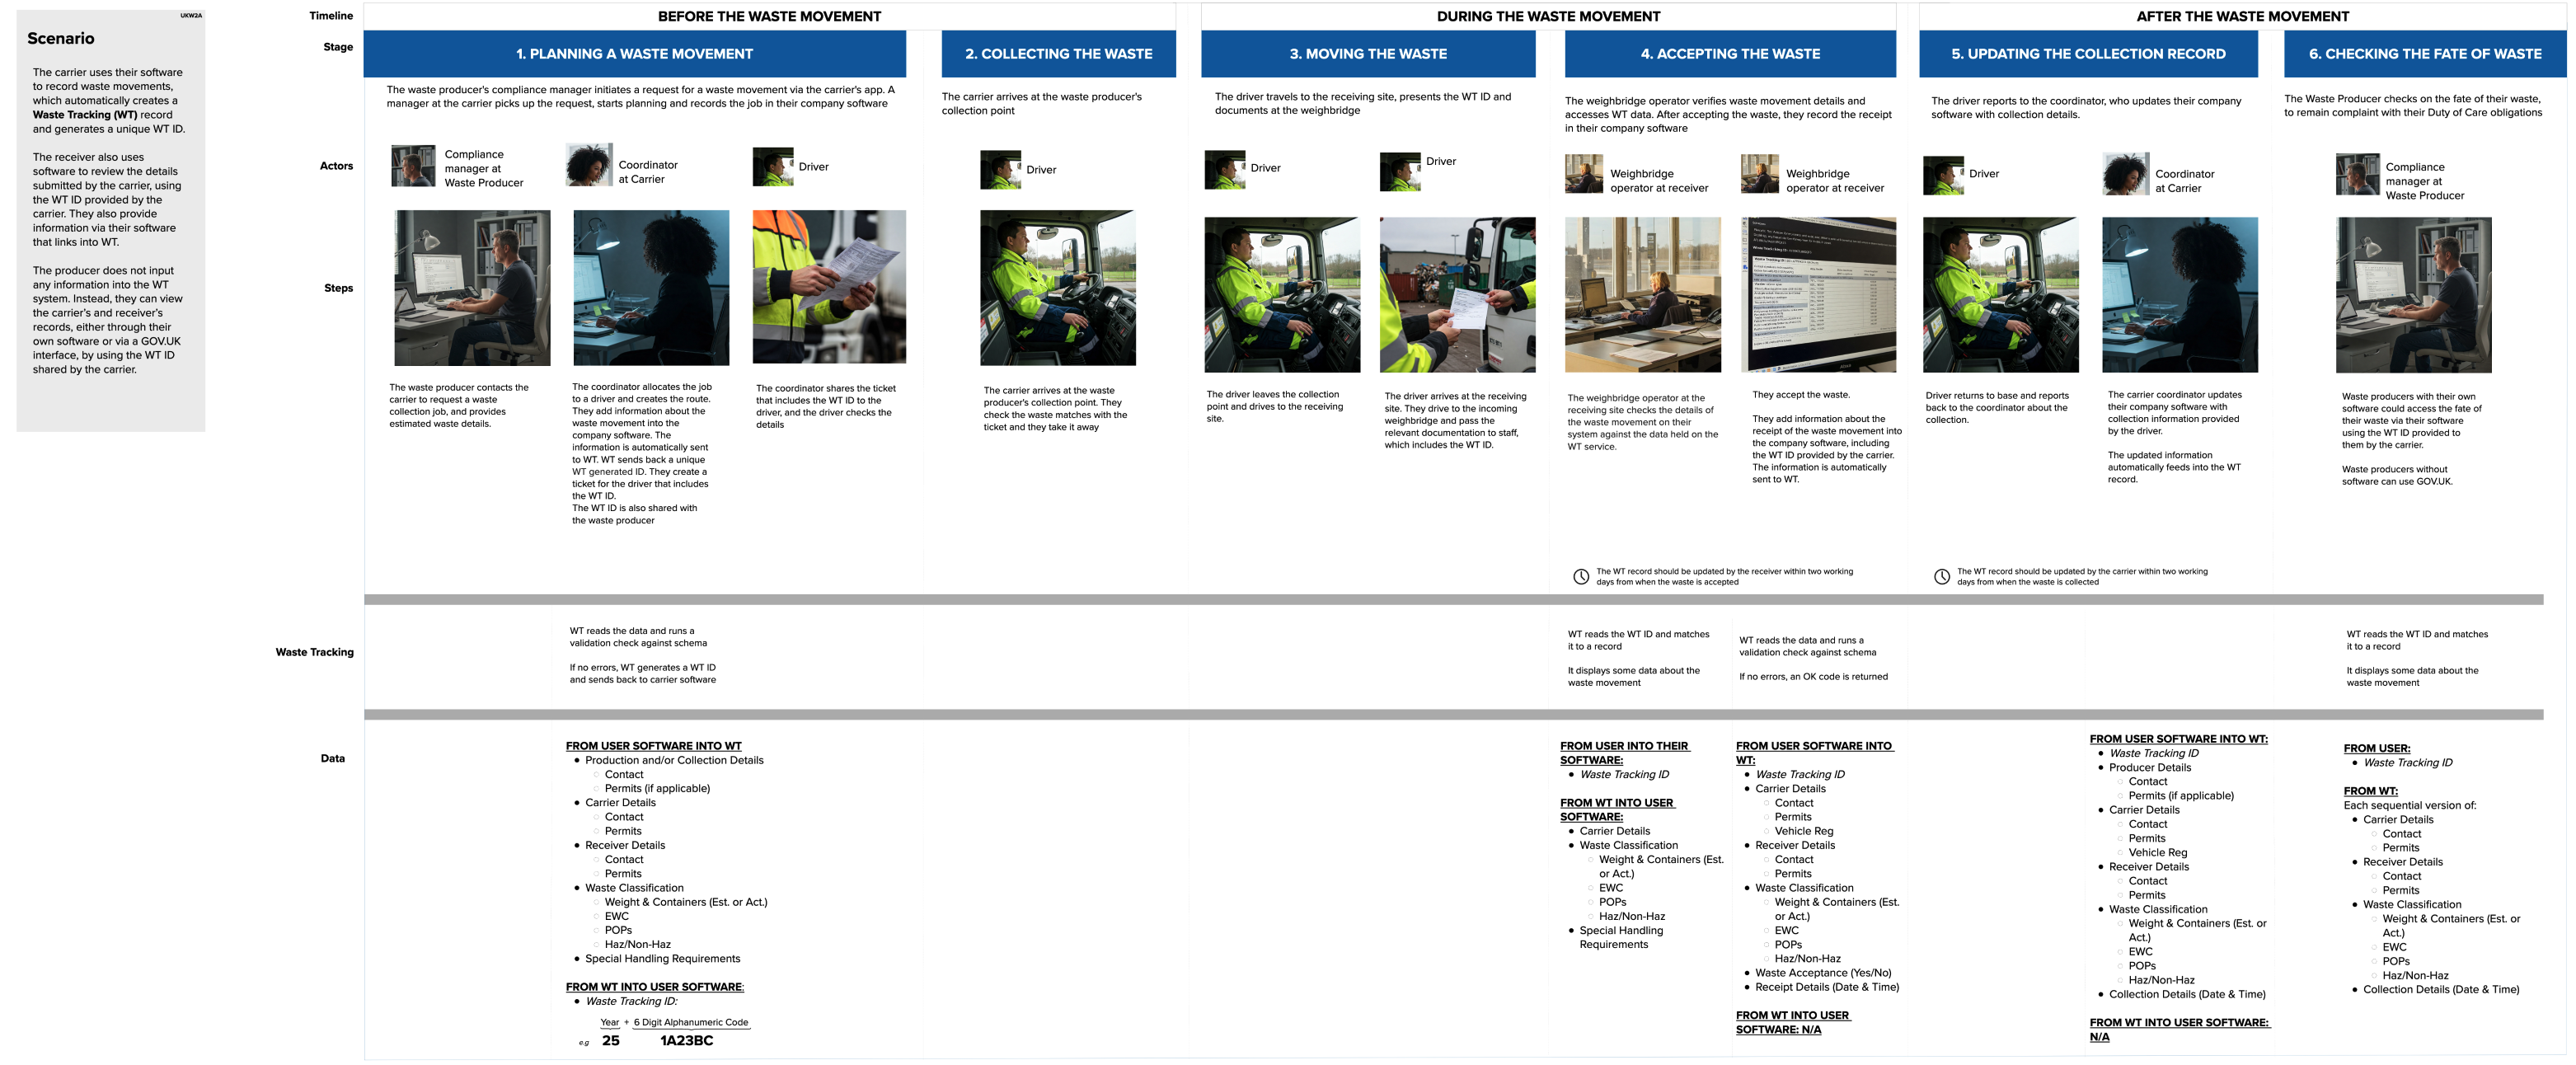 UKW2A
Scenario
The carrier uses their software
to record waste movements,
which automatically creates a
Waste Tracking (WT) record
and generates a unique WT ID.
The receiver also uses
software to review the details
submitted by the carrier, using
the WT ID provided by the
carrier. They also provide
information via their software
that links into WT.
The producer does not input
any information into the WT
system. Instead, they can view
the carrier's and receiver's
records, either through their
own software or via a GOV.UK
interface, by using the WT ID
shared by the carrier.
Timeline
BEFORE THE WASTE MOVEMENT
DURING THE WASTE MOVEMENT
AFTER THE WASTE MOVEMENT
Stage
1. PLANNING A WASTE MOVEMENT
2. COLLECTING THE WASTE
3. MOVING THE WASTE
4. ACCEPTING THE WASTE
5. UPDATING THE COLLECTION RECORD
6. CHECKING THE FATE OF WASTE
The waste producer's compliance manager initiates a request for a waste movement via the carrier's app. A
manager at the carrier picks up the request, starts planning and records the job in their company software
The carrier arrives at the waste producer's
collection point
The driver travels to the receiving site, presents the WT ID and
documents at the weighbridge
The weighbridge operator verifies waste movement details and
accesses WT data. After accepting the waste, they record the receipt
in their company software
The driver reports to the coordinator, who updates their company
software with collection details.
The Waste Producer checks on the fate of their waste,
to remain complaint with their Duty of Care obligations
Actors
Compliance
manager at
Waste Producer
Coordinator
at Carrier
Driver
Driver
Driver
Driver
Weighbridge
operator at receiver
Weighbridge
operator at receiver
Driver
Coordinator
at Carrier
Compliance
manager at
Waste Producer
Steps
The waste producer contacts the
carrier to request a waste
collection job, and provides
estimated waste details.
The coordinator allocates the job
to a driver and creates the route.
They add information about the
waste movement into the
company software. The
information is automatically sent
to WT. WT sends back a unique
WT generated ID. They create a
ticket for the driver that includes
the WT ID.
The WT ID is also shared with
the waste producer
The coordinator shares the ticket
that includes the WT ID to the
driver, and the driver checks the
details
The carrier arrives at the waste
producer's collection point. They
check the waste matches with the
ticket and they take it away
The driver leaves the collection
point and drives to the receiving
site.
The driver arrives at the receiving
site. They drive to the incoming
weighbridge and pass the
relevant documentation to staff,
which includes the WT ID.
The weighbridge operator at the
receiving site checks the details of
the waste movement on their
system against the data held on the
WT service.
They accept the waste.
They add information about the
receipt of the waste movement into
the company software, including
the WT ID provided by the carrier.
The information is automatically
sent to WT.
Driver returns to base and reports
back to the coordinator about the
collection.
The carrier coordinator updates
their company software with
collection information provided
by the driver.
The updated information
automatically feeds into the WT
record.
Waste producers with their own
software could access the fate of
their waste via their software
using the WT ID provided to
them by the carrier.
Waste producers without
software can use GOV.UK.
The WT record should be updated by the receiver within two working
days from when the waste is accepted
The WT record should be updated by the carrier within two working
days from when the waste is collected
Waste Tracking
WT reads the data and runs a
validation check against schema
If no errors, WT generates a WT ID
and sends back to carrier software
WT reads the WT ID and matches
it to a record
It displays some data about the
waste movement
WT reads the data and runs a
validation check against schema
If no errors, an OK code is returned
WT reads the WT ID and matches
it to a record
It displays some data about the
waste movement
Data
FROM USER SOFTWARE INTO WT
• Production and/or Collection Details
○ Contact
○ Permits (if applicable)
• Carrier Details
○ Contact
○ Permits
• Receiver Details
○ Contact
○ Permits
• Waste Classification
○ Weight & Containers (Est. or Act.)
○ EWC
○ POPs
○ Haz/Non-Haz
• Special Handling Requirements
FROM WT INTO USER SOFTWARE:
• Waste Tracking ID:
Year + 6 Digit Alphanumeric Code
e.g 25 1A23BC
FROM USER INTO THEIR
SOFTWARE:
• Waste Tracking ID
FROM WT INTO USER
SOFTWARE:
• Carrier Details
• Waste Classification
○ Weight & Containers (Est.
or Act.)
○ EWC
○ POPs
○ Haz/Non-Haz
• Special Handling
Requirements
FROM USER SOFTWARE INTO
WT:
• Waste Tracking ID
• Carrier Details
○ Contact
○ Permits
○ Vehicle Reg
• Receiver Details
○ Contact
○ Permits
• Waste Classification
○ Weight & Containers (Est.
or Act.)
○ EWC
○ POPs
○ Haz/Non-Haz
• Waste Acceptance (Yes/No)
• Receipt Details (Date & Time)
FROM WT INTO USER
SOFTWARE: N/A
FROM USER SOFTWARE INTO WT:
• Waste Tracking ID
• Producer Details
○ Contact
○ Permits (if applicable)
• Carrier Details
○ Contact
○ Permits
○ Vehicle Reg
• Receiver Details
○ Contact
○ Permits
• Waste Classification
○ Weight & Containers (Est. or
Act.)
○ EWC
○ POPs
○ Haz/Non-Haz
• Collection Details (Date & Time)
FROM WT INTO USER SOFTWARE:
N/A
FROM USER:
• Waste Tracking ID
FROM WT:
Each sequential version of:
• Carrier Details
○ Contact
○ Permits
• Receiver Details
○ Contact
○ Permits
• Waste Classification
○ Weight & Containers (Est. or
Act.)
○ EWC
○ POPs
○ Haz/Non-Haz
• Collection Details (Date & Time)